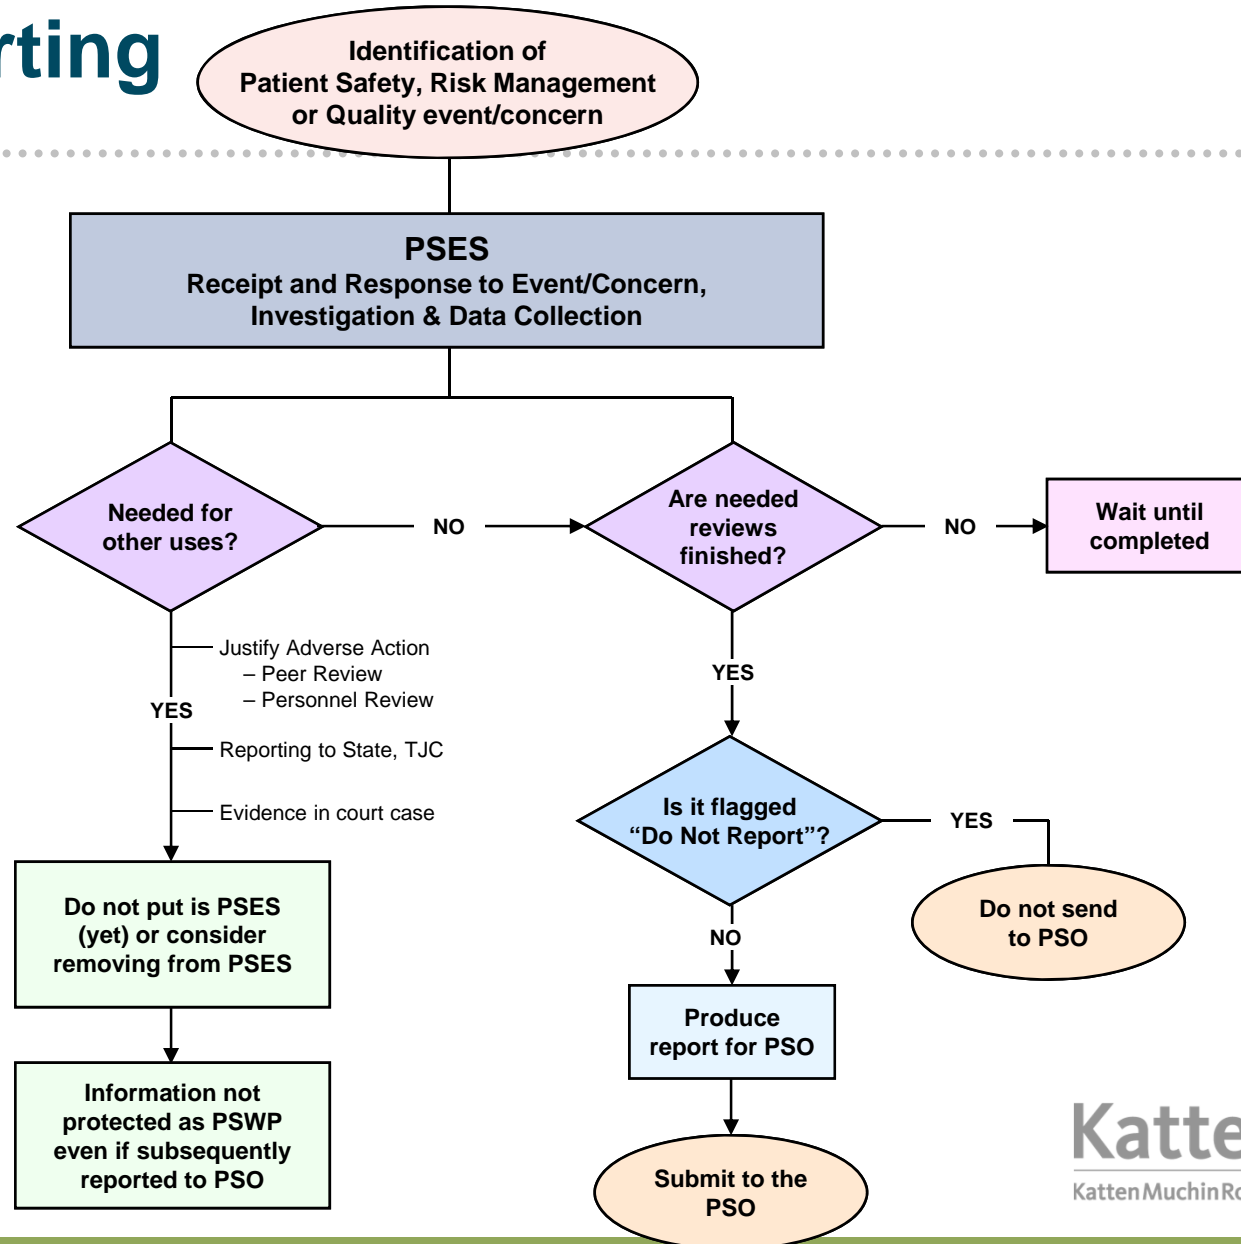 rting
Identification of
Patient Safety, Risk Management
or Quality event/concern
PSES
Receipt and Response to Event/Concern,
Investigation & Data Collection
Needed for
other uses?
NO
Are needed
reviews
finished?
NO
Wait until
completed
Justify Adverse Action
– Peer Review
– Personnel Review
YES
Reporting to State, TJC
Evidence in court case
YES
Is it flagged
“Do Not Report”?
YES
Do not put is PSES
(yet) or consider
removing from PSES
Do not send
to PSO
NO
Produce
report for PSO
Information not
protected as PSWP
even if subsequently
reported to PSO
Submit to the
PSO
Katte
KattenMuchinRo